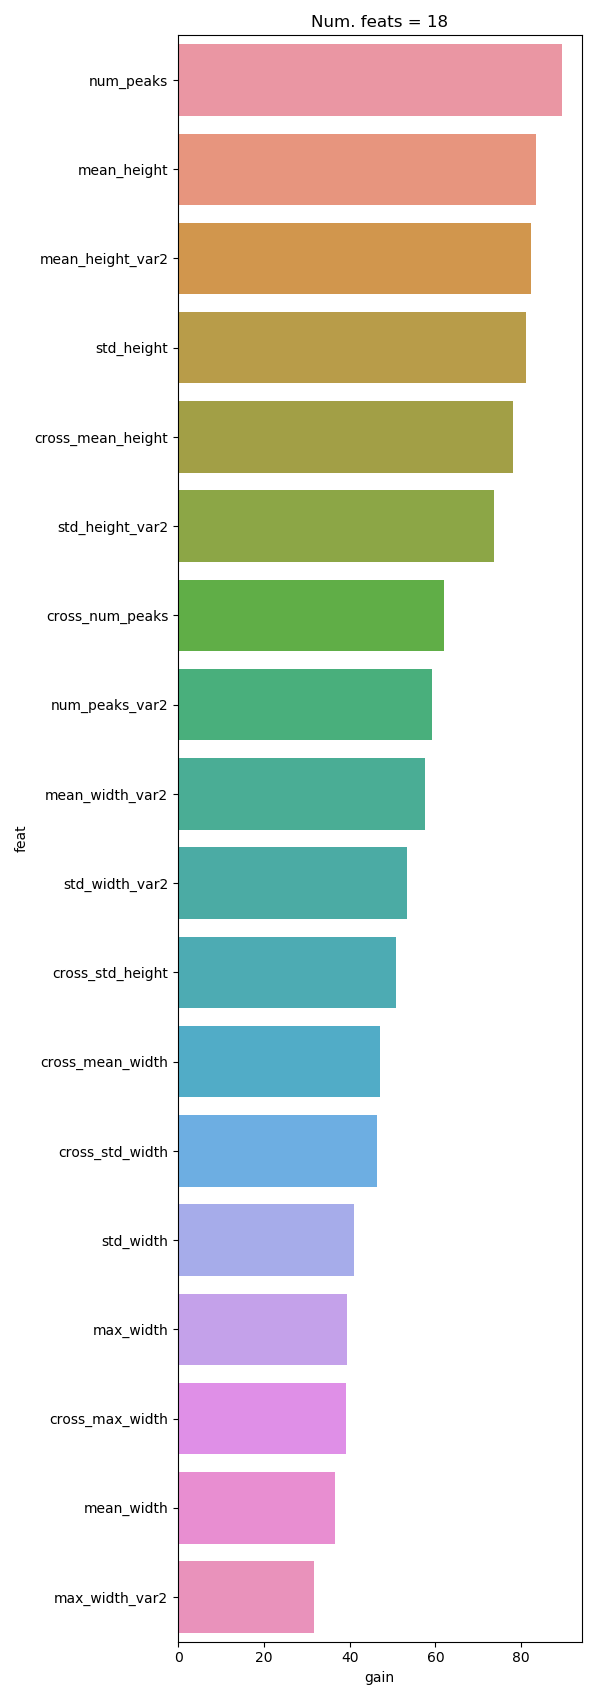 Num. feats = 18
num_peaks
mean_height
mean_height_var2
std_height
cross_mean_height
std_height_var2
cross_num_peaks
num_peaks_var2
mean_width_var2
std_width_var2
cross_std_height
cross_mean_width
cross_std_width
std_width
max_width
cross_max_width
mean_width
max_width_var2
feat
0 20 40 60 80
gain